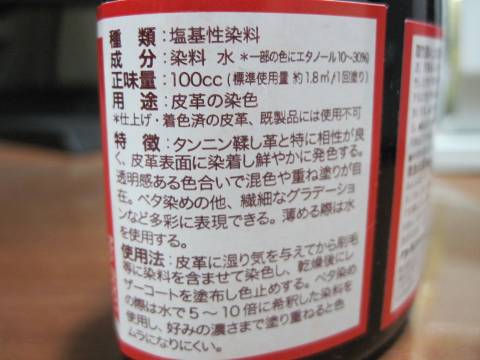 種　類：塩基性染料
成　分：染料 水 *一部の色にエタノール10～30%)
正味量：100cc (標準使用量 約1.8㎡/1回塗り)
用　途：皮革の染色
*仕上げ・着色済の皮革、既製品には使用不可
特　徴：タンニン鞣し革と特に相性が良
く、皮革表面に染着し鮮やかに発色する。
透明感ある色合いで混色や重ね塗りが自
在。ベタ染めの他、繊細なグラデーショ
ンなど多彩に表現できる。薄める際は水
を使用する。
使用法：皮革に湿り気を与えてから刷毛
等に染料を含ませて染色し、乾燥後にレ
ザーコートを塗布し色止めする。ベタ染め
の際は水で5～10倍に希釈した染料を
使用し、好みの濃さまで塗り重ねると色
ムラになりにくい。